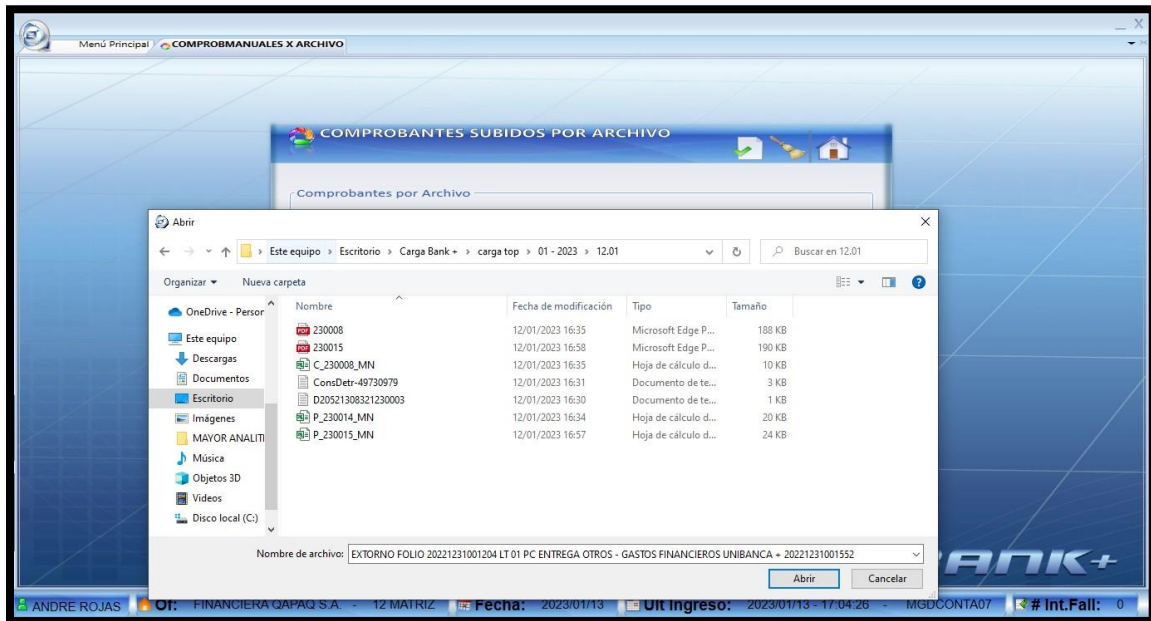 _ X
Menú Principal COMPROBMANUALES X ARCHIVO
COMPROBANTES SUBIDOS POR ARCHIVO
Comprobantes por Archivo
Abrir
Este equipo > Escritorio > Carga Bank + > carga top > 01 - 2023 > 12.01 Buscar en 12.01
Organizar Nueva carpeta
Nombre Fecha de modificación Tipo Tamaño
OneDrive - Person
Este equipo
Descargas
Documentos
Escritorio
Imágenes
MAYOR ANALITI
Música
Objetos 3D
Videos
Disco local (C:)
230008 12/01/2023 16:35 Microsoft Edge P... 188 KB
230015 12/01/2023 16:58 Microsoft Edge P... 190 KB
C_230008_MN 12/01/2023 16:35 Hoja de cálculo d... 10 KB
ConsDetr-49730979 12/01/2023 16:31 Documento de te... 3 KB
D20521308321230003 12/01/2023 16:30 Documento de te... 1 KB
P_230014_MN 12/01/2023 16:34 Hoja de cálculo d... 20 KB
P_230015_MN 12/01/2023 16:57 Hoja de cálculo d... 24 KB
Nombre de archivo: EXTORNO FOLIO 20221231001204 LT 01 PC ENTREGA OTROS - GASTOS FINANCIEROS UNIBANCA + 20221231001552
Abrir Cancelar
BANK+
ANDRE ROJAS Of: FINANCIERA QAPAQ S.A. - 12 MATRIZ Fecha: 2023/01/13 Ult Ingreso: 2023/01/13 - 17:04:26 - MGDCONTA07 # Int.Fall: 0